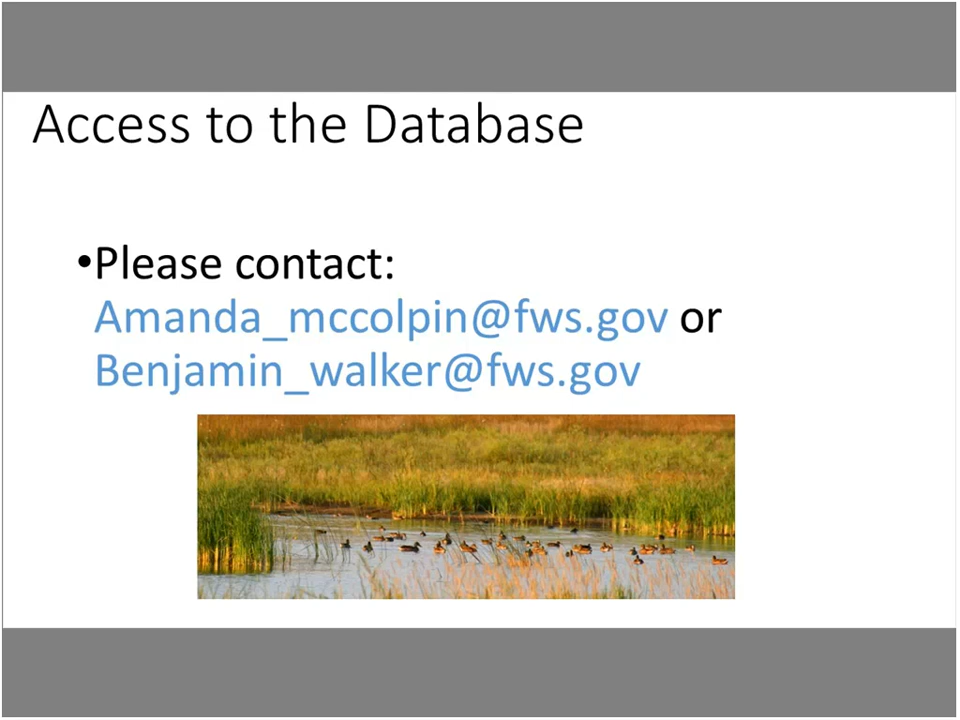 Access to the Database
•Please contact:
Amanda_mccolpin@fws.gov or
Benjamin_walker@fws.gov